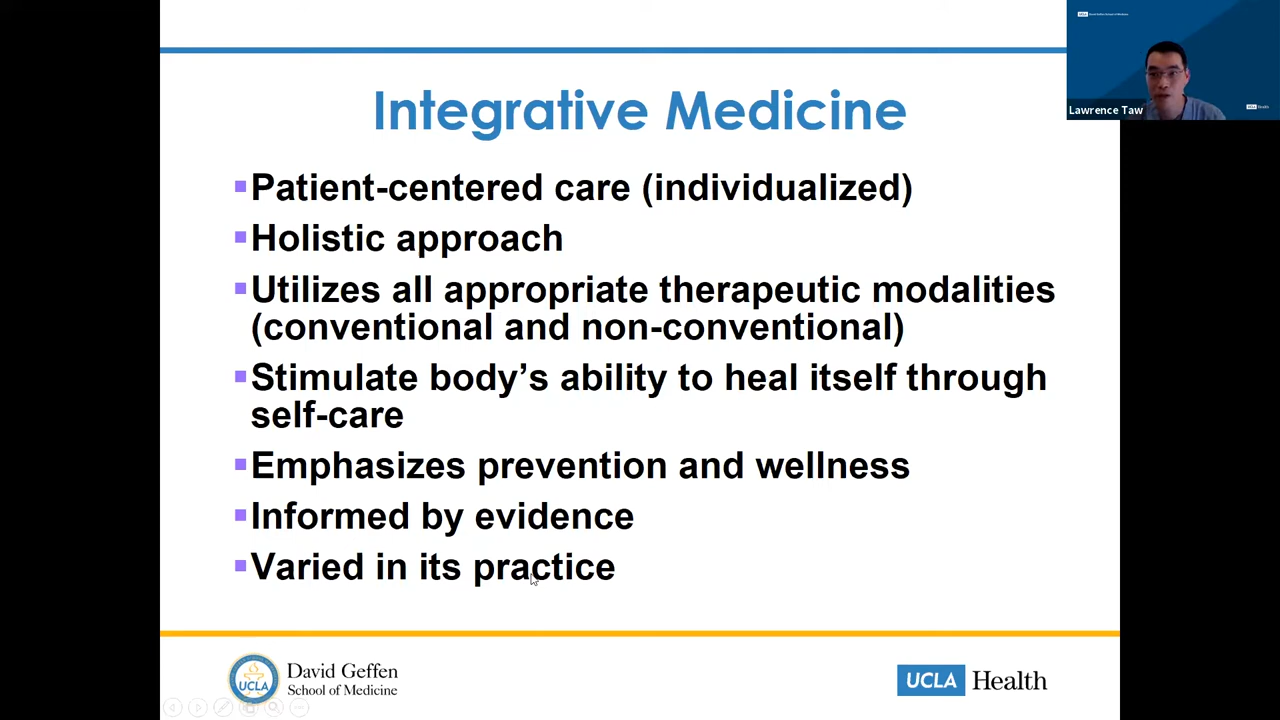 Integrative Medicine
▪Patient-centered care (individualized)
▪Holistic approach
▪Utilizes all appropriate therapeutic modalities
(conventional and non-conventional)
▪Stimulate body’s ability to heal itself through
self-care
▪Emphasizes prevention and wellness
▪Informed by evidence
▪Varied in its practice
Lawrence Taw
UCLA
David Geffen
School of Medicine
UCLA Health